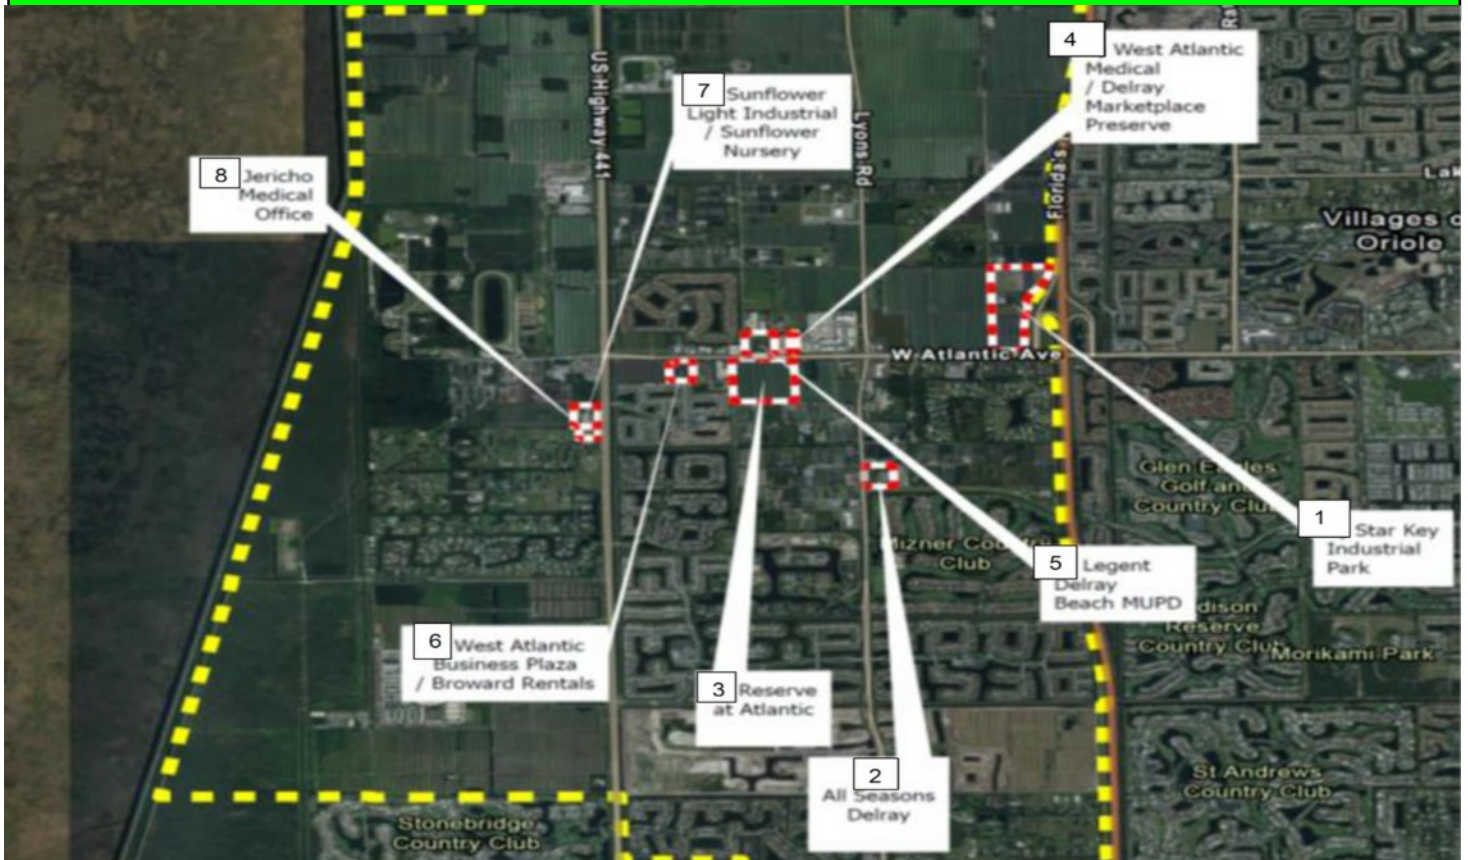 4 West Atlantic
Medical
/ Delray
Marketplace
Preserve
7 Sunflower
Light Industrial
/ Sunflower
Nursery
US Highway 441
Lyons Rd
Florida's
8 Jericho
Medical
Office
Villages
Oriole
W Atlantic Ave
Glen Eagles
Golf and
Country Club
1 Star Key
Industrial
Park
Mizner Country
Club
5 Legent
Delray
Beach MUPD
Reserve
Country Club
Morikami Park
6 West Atlantic
Business Plaza
/ Broward Rentals
3 Reserve
at Atlantic
2
All Seasons
Delray
St Andrews
Country Club
Stonebridge
Country Club